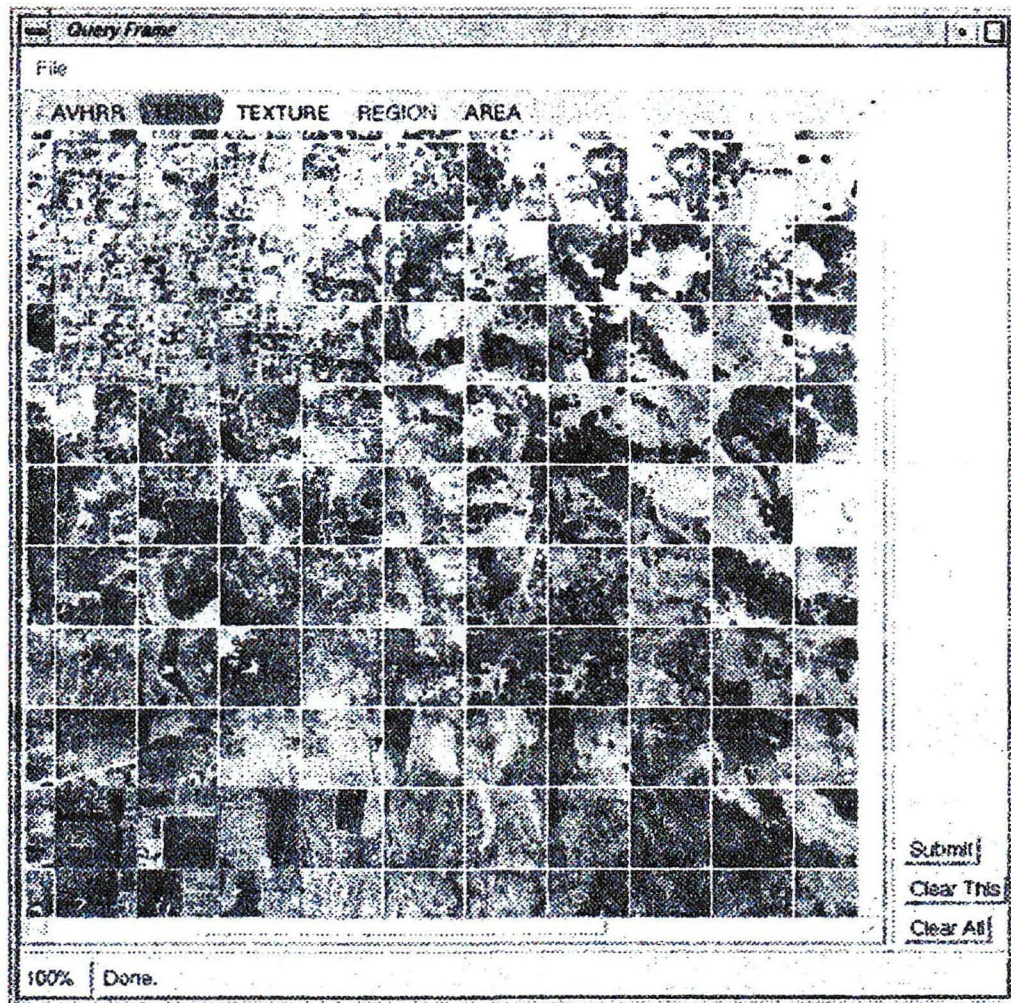 Query Frame
File
AVHRR TEXTURE REGION AREA
Submit
Clear This
Clear All
100% Done.